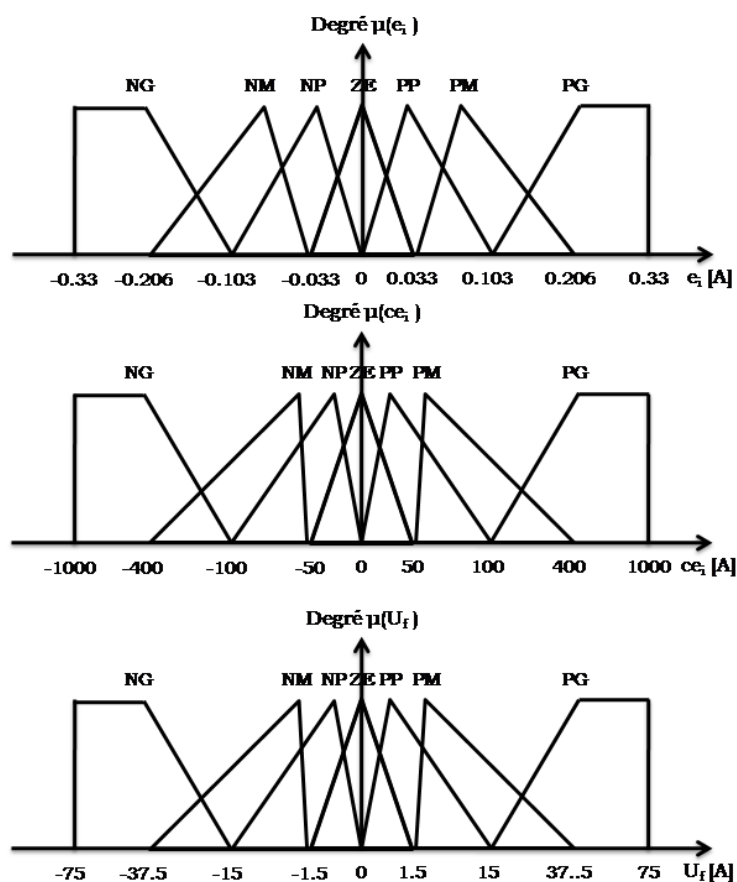 Degré µ(eᵢ )
NG NM NP ZE PP PM PG
-0.33 -0.206 -0.103 -0.033 0 0.033 0.103 0.206 0.33 eᵢ [A]
Degré µ(ceᵢ )
NG NM NP ZE PP PM PG
-1000 -400 -100 -50 0 50 100 400 1000 ceᵢ [A]
Degré µ(U_f )
NG NM NP ZE PP PM PG
-75 -37.5 -15 -1.5 0 1.5 15 37..5 75 U_f [A]